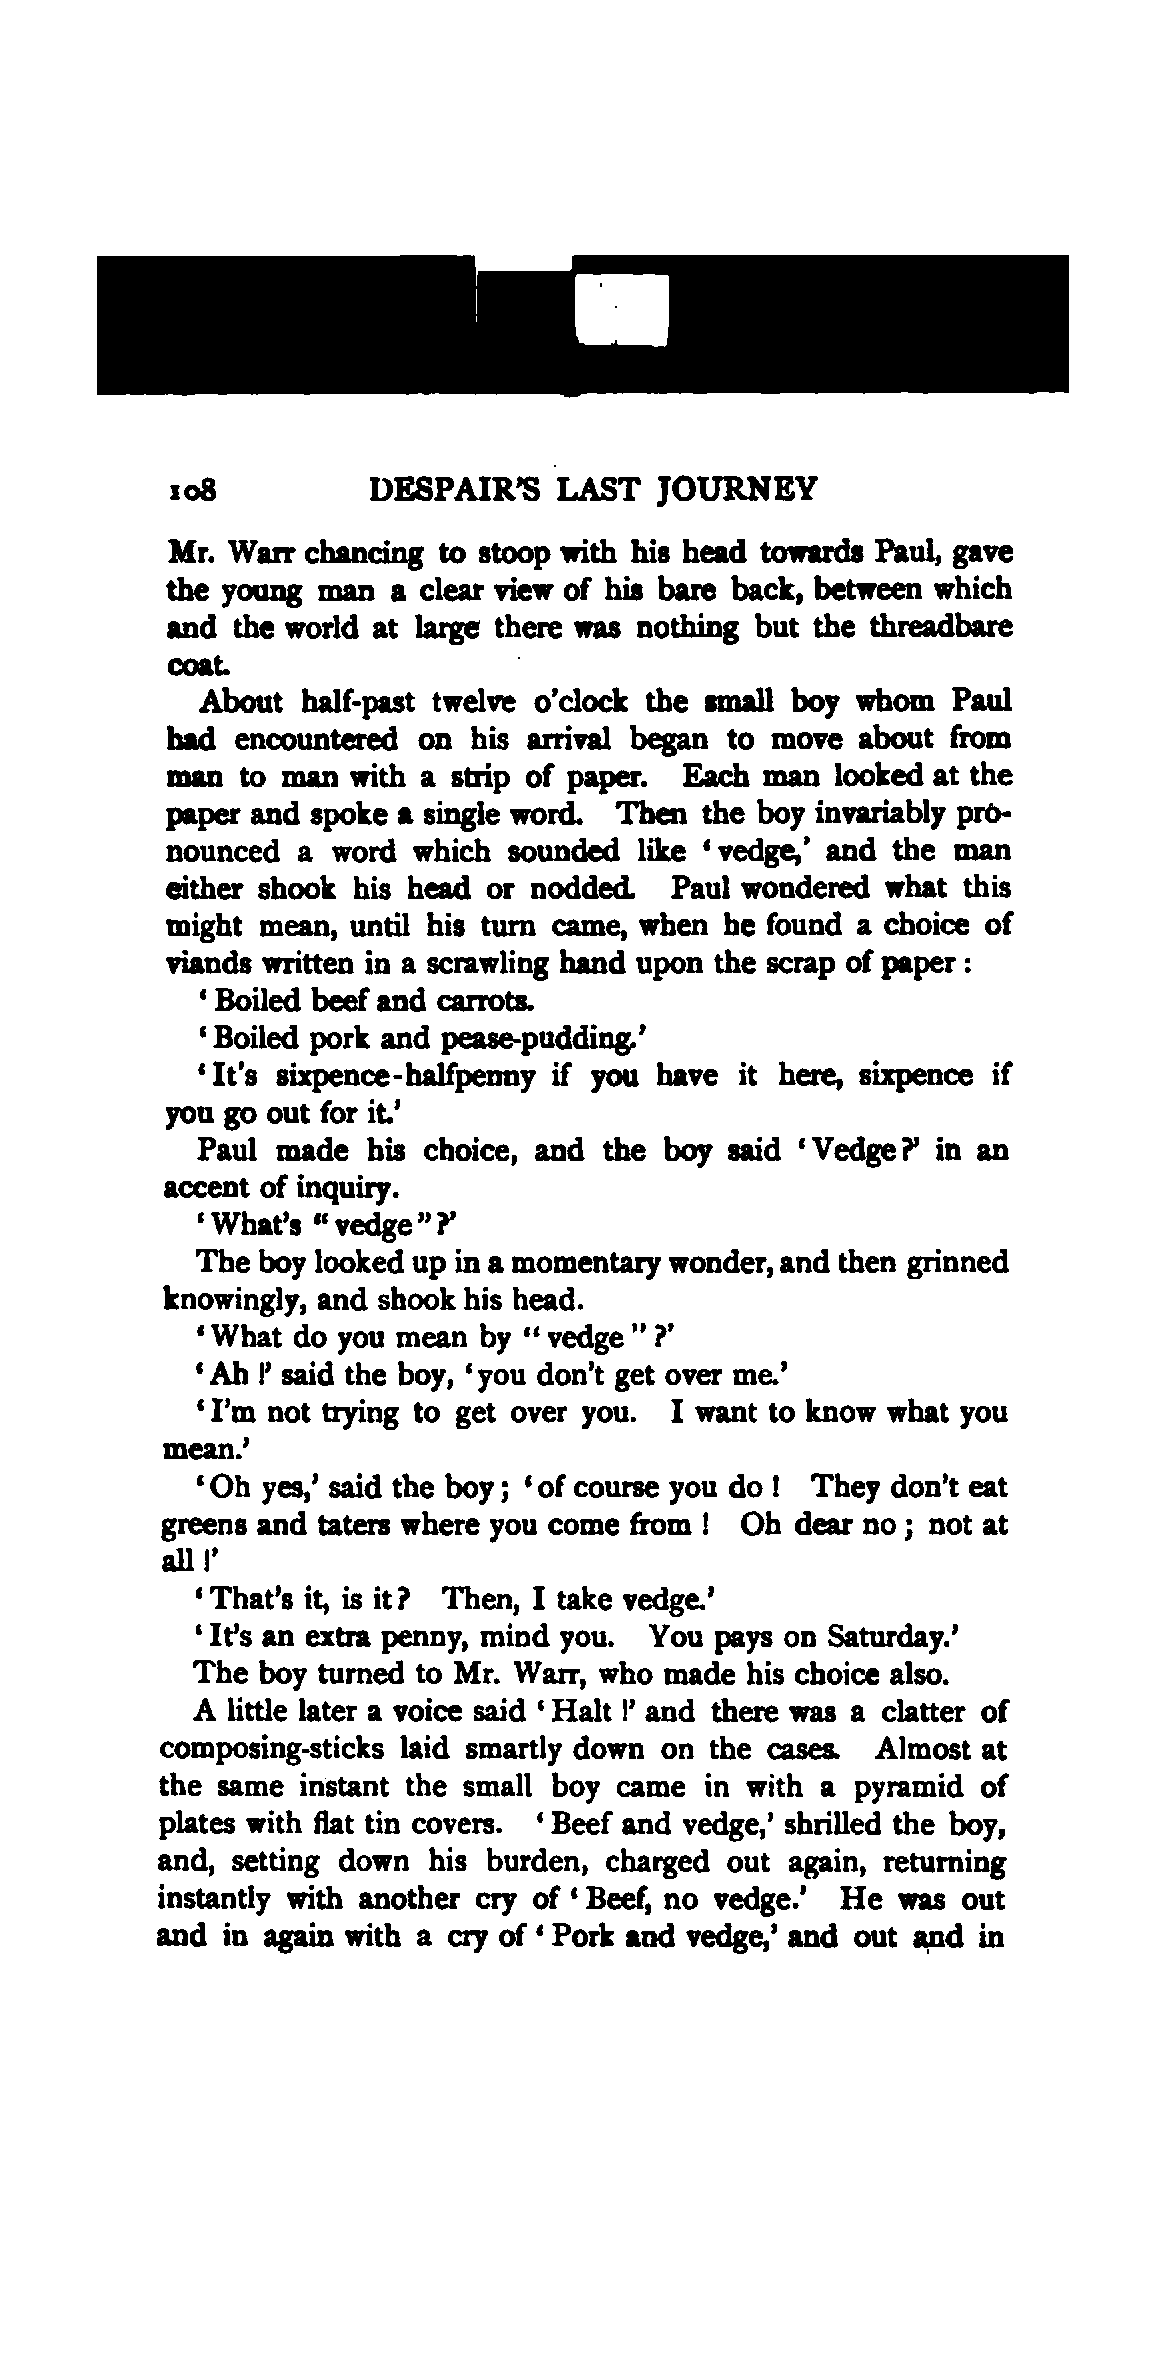 108 DESPAIR'S LAST JOURNEY
Mr. Warr chancing to stoop with his head towards Paul, gave
the young man a clear view of his bare back, between which
and the world at large there was nothing but the threadbare
coat.
About half-past twelve o'clock the small boy whom Paul
had encountered on his arrival began to move about from
man to man with a strip of paper. Each man looked at the
paper and spoke a single word. Then the boy invariably pro-
nounced a word which sounded like ‘vedge,’ and the man
either shook his head or nodded. Paul wondered what this
might mean, until his turn came, when he found a choice of
viands written in a scrawling hand upon the scrap of paper:
‘Boiled beef and carrots.
‘Boiled pork and pease-pudding.’
‘It's sixpence-halfpenny if you have it here, sixpence if
you go out for it.’
Paul made his choice, and the boy said ‘Vedge?’ in an
accent of inquiry.
‘What's “vedge”?’
The boy looked up in a momentary wonder, and then grinned
knowingly, and shook his head.
‘What do you mean by “vedge”?’
‘Ah!’ said the boy, ‘you don't get over me.’
‘I'm not trying to get over you. I want to know what you
mean.’
‘Oh yes,’ said the boy; ‘of course you do! They don't eat
greens and taters where you come from! Oh dear no; not at
all!’
‘That's it, is it? Then, I take vedge.’
‘It's an extra penny, mind you. You pays on Saturday.’
The boy turned to Mr. Warr, who made his choice also.
A little later a voice said ‘Halt!’ and there was a clatter of
composing-sticks laid smartly down on the cases. Almost at
the same instant the small boy came in with a pyramid of
plates with flat tin covers. ‘Beef and vedge,’ shrilled the boy,
and, setting down his burden, charged out again, returning
instantly with another cry of ‘Beef, no vedge.’ He was out
and in again with a cry of ‘Pork and vedge,’ and out and in